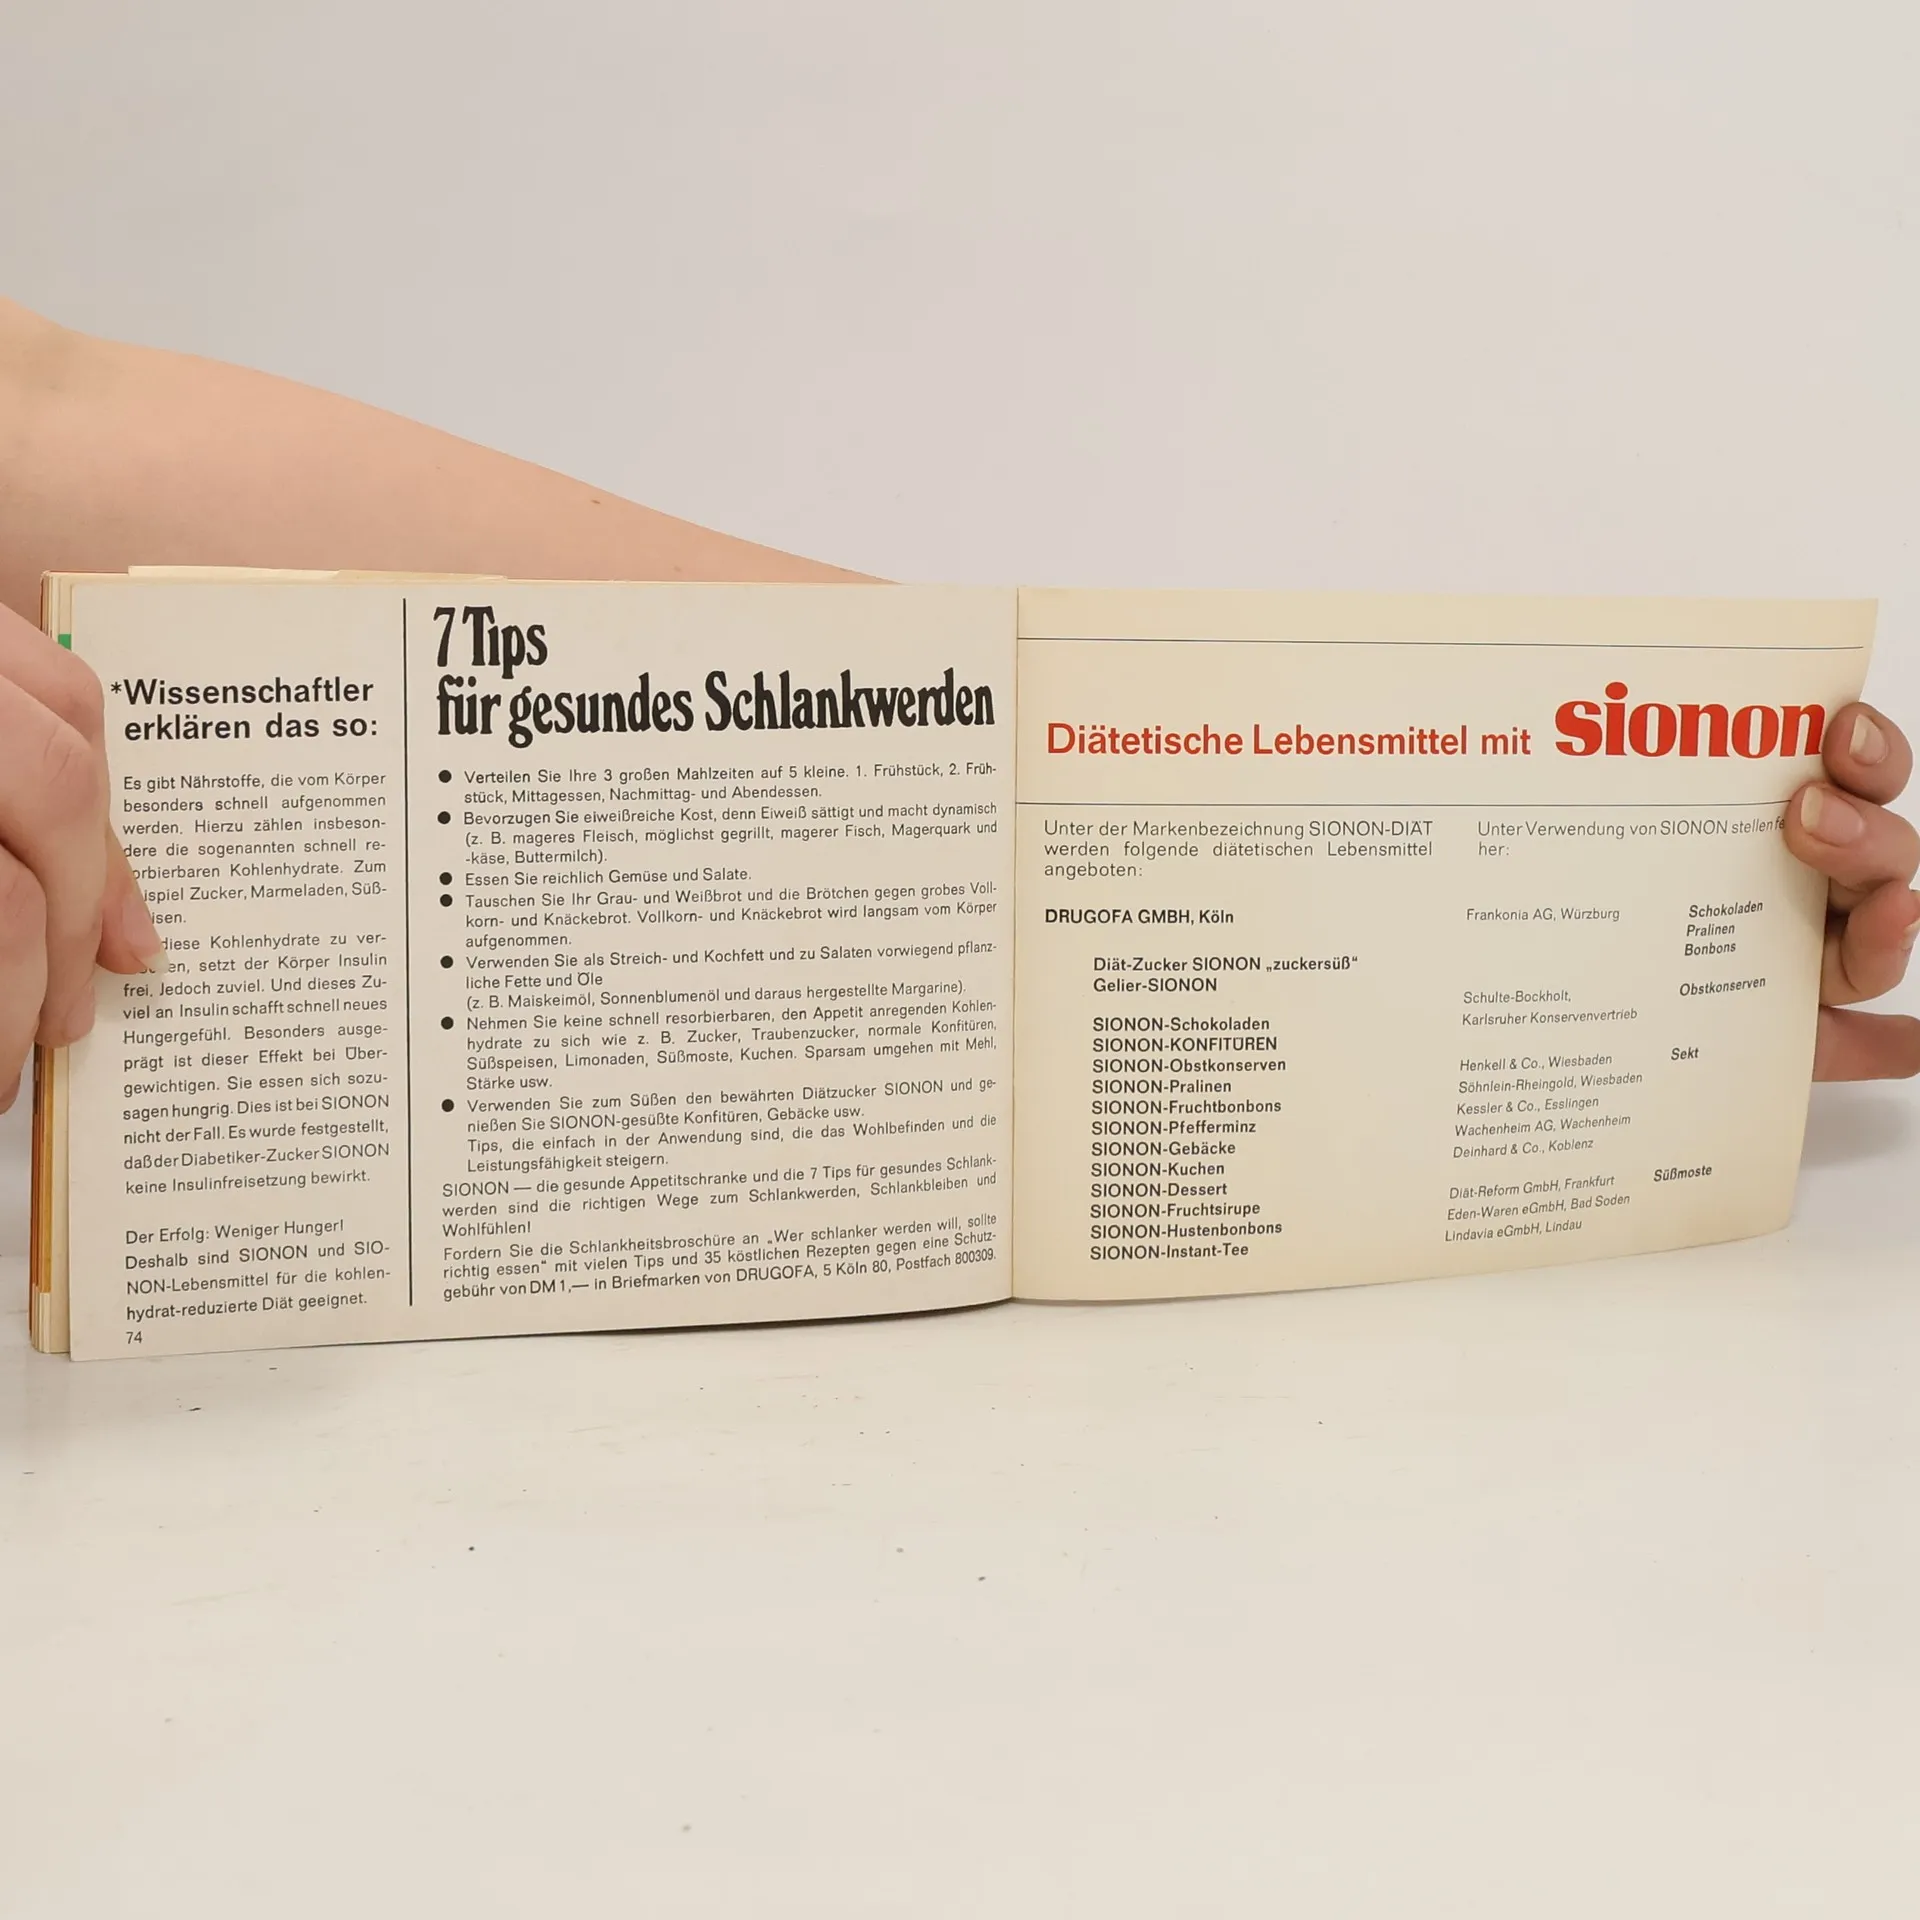 *Wissenschaftler
erklären das so:
Es gibt Nährstoffe, die vom Körper
besonders schnell aufgenommen
werden. Hierzu zählen insbeson-
dere die sogenannten schnell re-
orbierbaren Kohlenhydrate. Zum
ispiel Zucker, Marmeladen, Süß-
isen.
diese Kohlenhydrate zu ver-
en, setzt der Körper Insulin
frei. Jedoch zuviel. Und dieses Zu-
viel an Insulin schafft schnell neues
Hungergefühl. Besonders ausge-
prägt ist dieser Effekt bei Über-
gewichtigen. Sie essen sich sozu-
sagen hungrig. Dies ist bei SIONON
nicht der Fall. Es wurde festgestellt,
daß der Diabetiker-Zucker SIONON
keine Insulinfreisetzung bewirkt.
Der Erfolg: Weniger Hunger!
Deshalb sind SIONON und SIO-
NON-Lebensmittel für die kohlen-
hydrat-reduzierte Diät geeignet.
74
7 Tips
für gesundes Schlankwerden
● Verteilen Sie Ihre 3 großen Mahlzeiten auf 5 kleine. 1. Frühstück, 2. Früh-
stück, Mittagessen, Nachmittag- und Abendessen.
● Bevorzugen Sie eiweißreiche Kost, denn Eiweiß sättigt und macht dynamisch
(z. B. mageres Fleisch, möglichst gegrillt, magerer Fisch, Magerquark und
-käse, Buttermilch).
● Essen Sie reichlich Gemüse und Salate.
● Tauschen Sie Ihr Grau- und Weißbrot und die Brötchen gegen grobes Voll-
korn- und Knäckebrot. Vollkorn- und Knäckebrot wird langsam vom Körper
aufgenommen.
● Verwenden Sie als Streich- und Kochfett und zu Salaten vorwiegend pflanz-
liche Fette und Öle
(z. B. Maiskeimöl, Sonnenblumenöl und daraus hergestellte Margarine).
● Nehmen Sie keine schnell resorbierbaren, den Appetit anregenden Kohlen-
hydrate zu sich wie z. B. Zucker, Traubenzucker, normale Konfitüren,
Süßspeisen, Limonaden, Süßmoste, Kuchen. Sparsam umgehen mit Mehl,
Stärke usw.
● Verwenden Sie zum Süßen den bewährten Diätzucker SIONON und ge-
nießen Sie SIONON-gesüßte Konfitüren, Gebäcke usw.
Tips, die einfach in der Anwendung sind, die das Wohlbefinden und die
Leistungsfähigkeit steigern.
SIONON — die gesunde Appetitschranke und die 7 Tips für gesundes Schlank-
werden sind die richtigen Wege zum Schlankwerden, Schlankbleiben und
Wohlfühlen!
Fordern Sie die Schlankheitsbroschüre an „Wer schlanker werden will, sollte
richtig essen“ mit vielen Tips und 35 köstlichen Rezepten gegen eine Schutz-
gebühr von DM 1,— in Briefmarken von DRUGOFA, 5 Köln 80, Postfach 800309.
Diätetische Lebensmittel mit sionon
Unter der Markenbezeichnung SIONON-DIÄT
werden folgende diätetischen Lebensmittel
angeboten:
DRUGOFA GMBH, Köln
Diät-Zucker SIONON „zuckersüß“
Gelier-SIONON
SIONON-Schokoladen
SIONON-KONFITÜREN
SIONON-Obstkonserven
SIONON-Pralinen
SIONON-Fruchtbonbons
SIONON-Pfefferminz
SIONON-Gebäcke
SIONON-Kuchen
SIONON-Dessert
SIONON-Fruchtsirupe
SIONON-Hustenbonbons
SIONON-Instant-Tee
Unter Verwendung von SIONON stellen
her:
Frankonia AG, Würzburg Schokoladen
Pralinen
Bonbons
Schulte-Bockholt, Obstkonserven
Karlsruher Konservenvertrieb
Henkell & Co., Wiesbaden Sekt
Söhnlein-Rheingold, Wiesbaden
Kessler & Co., Esslingen
Wachenheim AG, Wachenheim
Deinhard & Co., Koblenz
Diät-Reform GmbH, Frankfurt Süßmoste
Eden-Waren eGmbH, Bad Soden
Lindavia eGmbH, Lindau